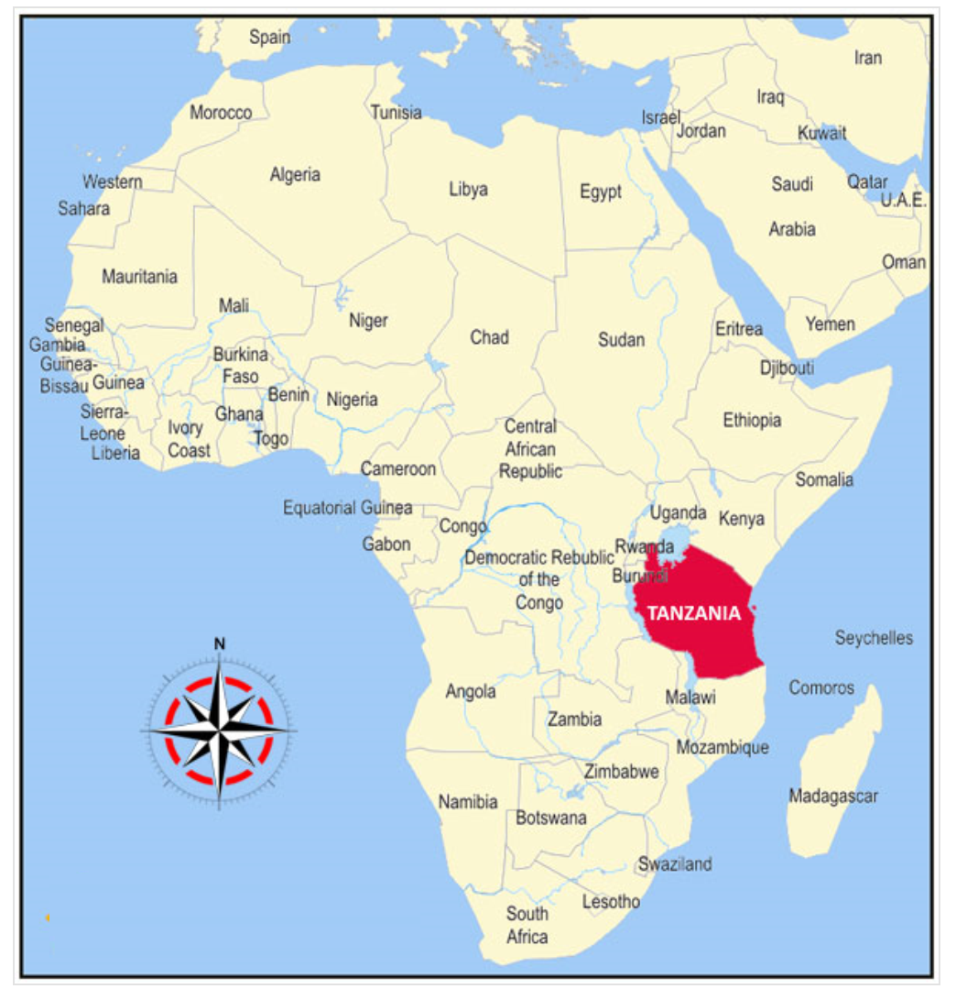 Spain
Iran
Iraq
Morocco
Tunisia
Israel
Jordan
Kuwait
Algeria
Western
Sahara
Libya
Egypt
Saudi
Arabia
Qatar
U.A.E.
Oman
Mauritania
Mali
Niger
Chad
Sudan
Eritrea
Yemen
Senegal
Gambia
Guinea-
Bissau
Guinea
Burkina
Faso
Djibouti
Benin
Nigeria
Sierra-
Leone
Liberia
Ivory
Coast
Ghana
Togo
Central
African
Republic
Ethiopia
Cameroon
Somalia
Equatorial Guinea
Uganda
Kenya
Gabon
Congo
Rwanda
Democratic Rebublic
of the
Congo
Burundi
TANZANIA
Seychelles
N
Angola
Malawi
Comoros
Zambia
Mozambique
Zimbabwe
Namibia
Botswana
Madagascar
Swaziland
Lesotho
South
Africa